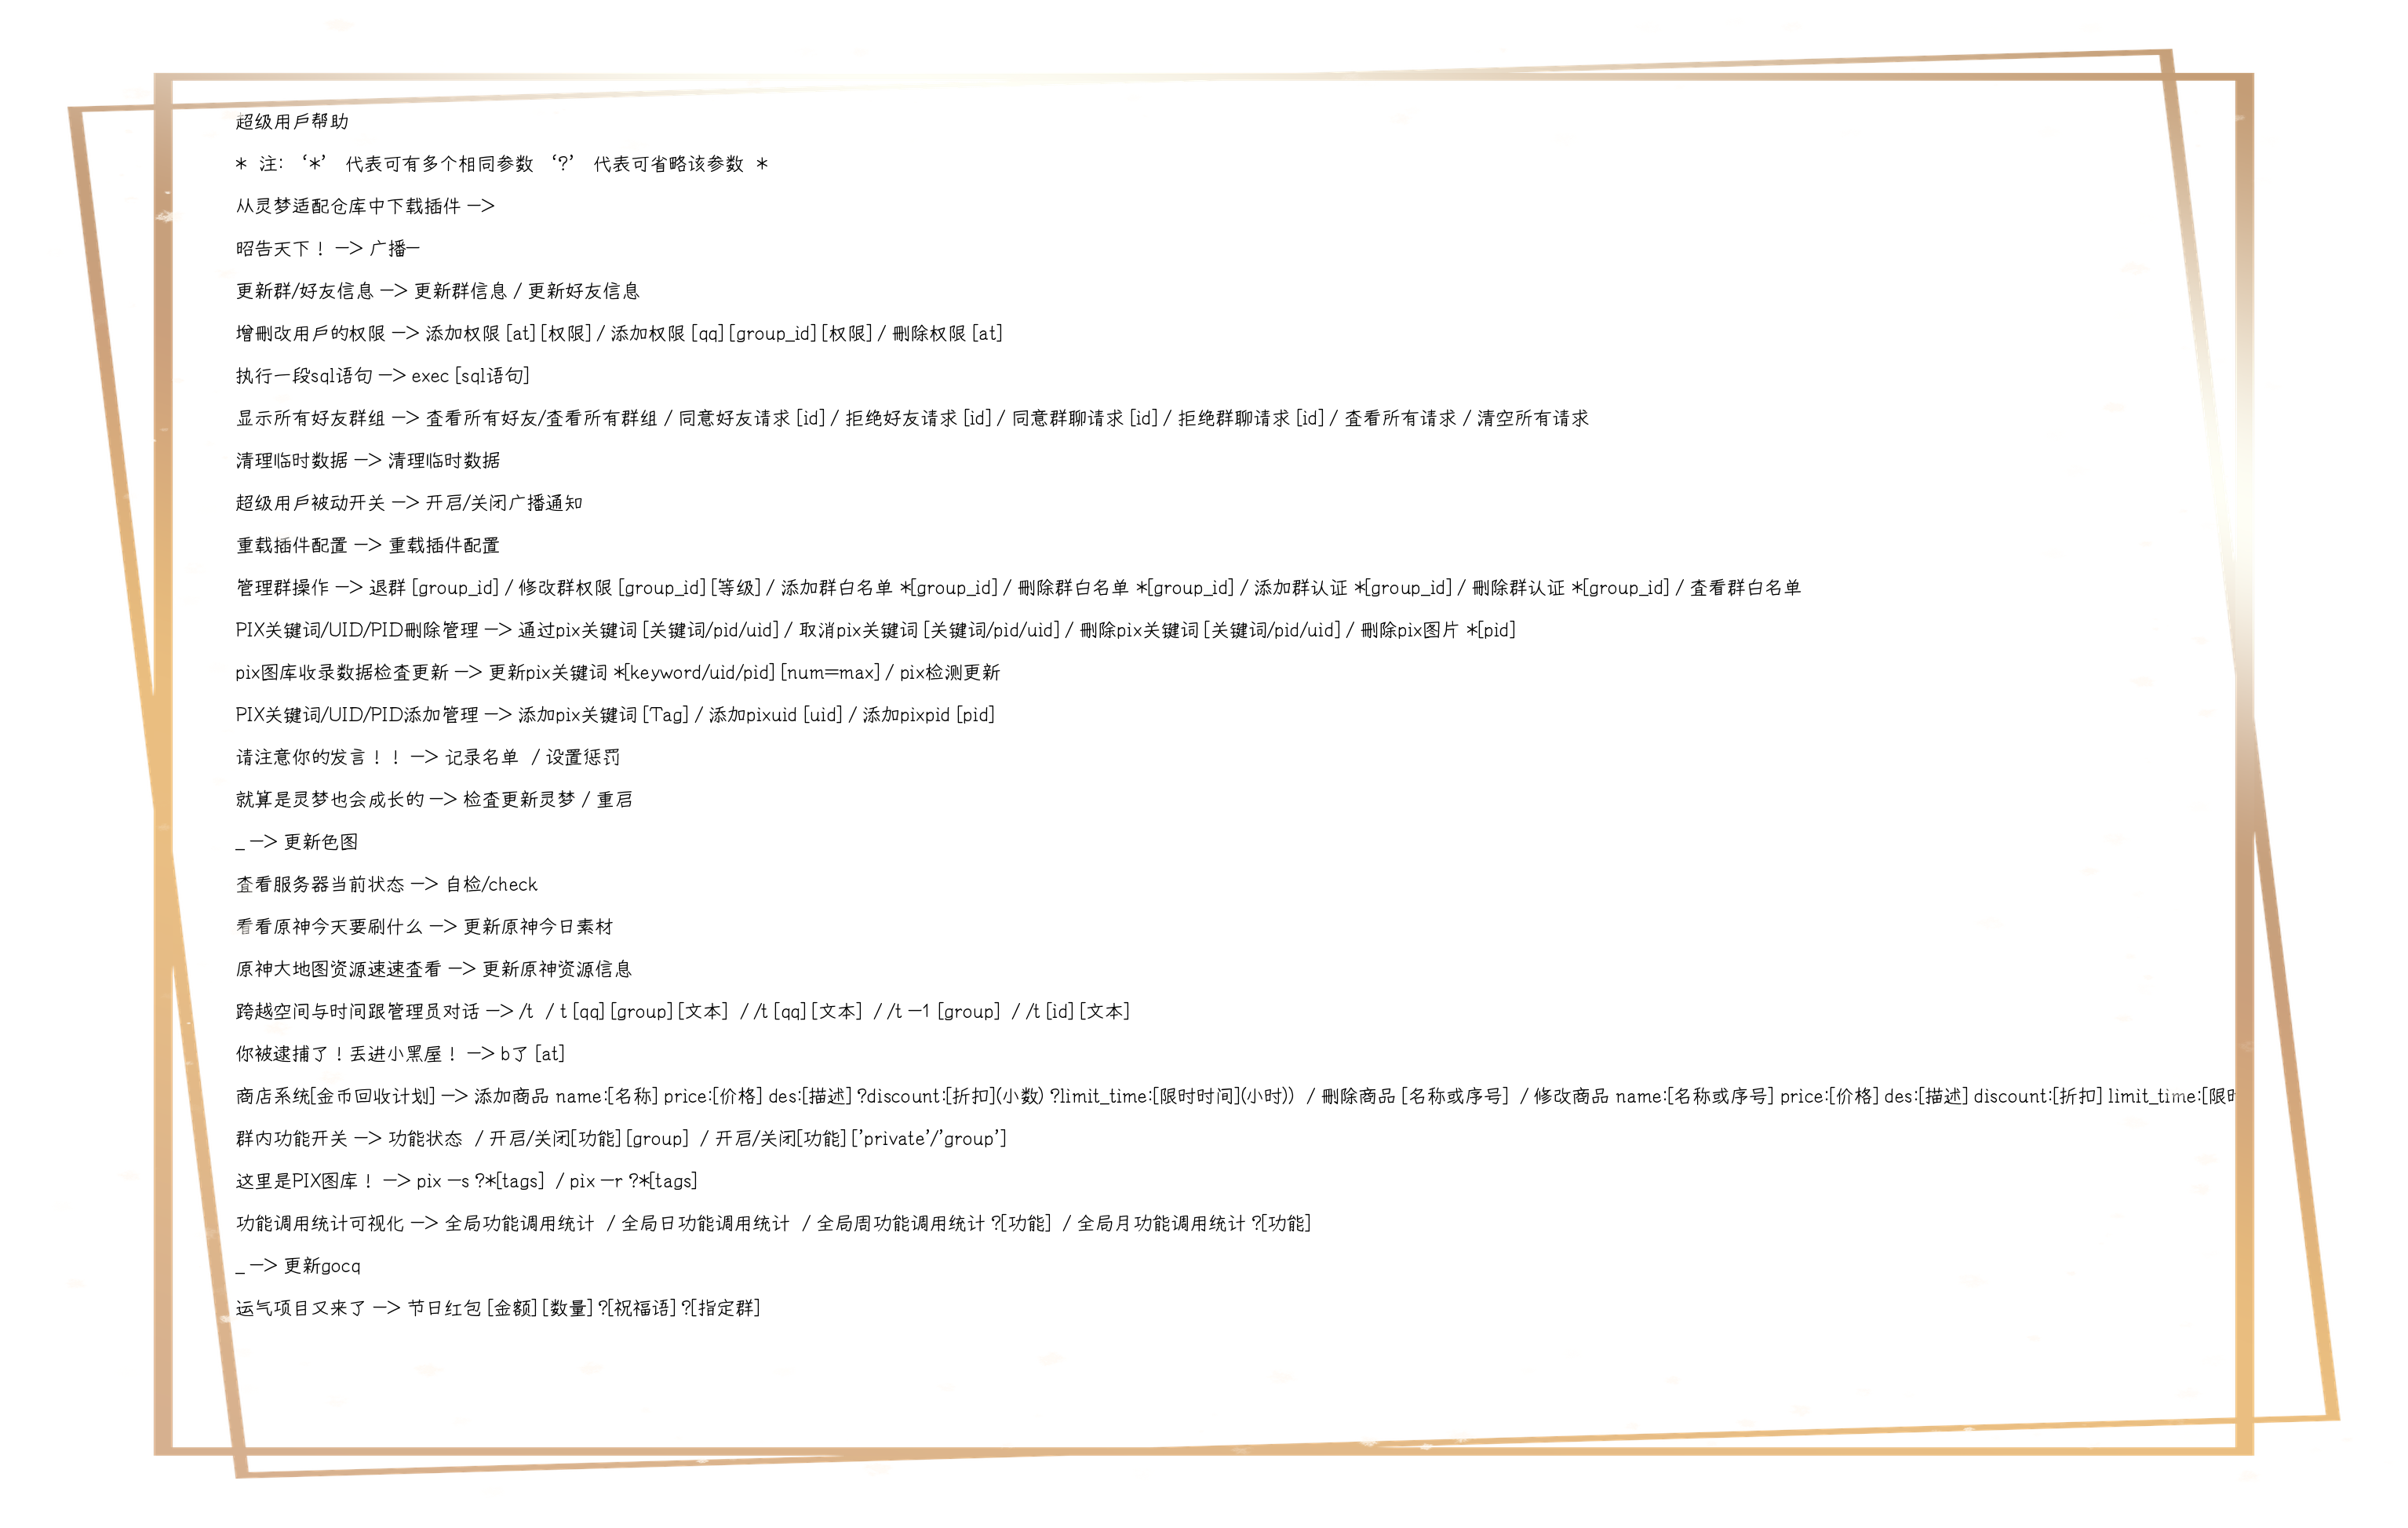 超级用户帮助
* 注: ‘*’ 代表可有多个相同参数 ‘?’ 代表可省略该参数 *
从灵梦适配仓库中下载插件 —>
昭告天下！ —> 广播—
更新群/好友信息 —> 更新群信息 / 更新好友信息
增删改用户的权限 —> 添加权限 [at] [权限] / 添加权限 [qq] [group_id] [权限] / 删除权限 [at]
执行一段sql语句 —> exec [sql语句]
显示所有好友群组 —> 查看所有好友/查看所有群组 / 同意好友请求 [id] / 拒绝好友请求 [id] / 同意群聊请求 [id] / 拒绝群聊请求 [id] / 查看所有请求 / 清空所有请求
清理临时数据 —> 清理临时数据
超级用户被动开关 —> 开启/关闭广播通知
重载插件配置 —> 重载插件配置
管理群操作 —> 退群 [group_id] / 修改群权限 [group_id] [等级] / 添加群白名单 *[group_id] / 删除群白名单 *[group_id] / 添加群认证 *[group_id] / 删除群认证 *[group_id] / 查看群白名单
PIX关键词/UID/PID删除管理 —> 通过pix关键词 [关键词/pid/uid] / 取消pix关键词 [关键词/pid/uid] / 删除pix关键词 [关键词/pid/uid] / 删除pix图片 *[pid]
pix图库收录数据检查更新 —> 更新pix关键词 *[keyword/uid/pid] [num=max] / pix检测更新
PIX关键词/UID/PID添加管理 —> 添加pix关键词 [Tag] / 添加pixuid [uid] / 添加pixpid [pid]
请注意你的发言！！ —> 记录名单 / 设置惩罚
就算是灵梦也会成长的 —> 检查更新灵梦 / 重启
_ —> 更新色图
查看服务器当前状态 —> 自检/check
看看原神今天要刷什么 —> 更新原神今日素材
原神大地图资源速速查看 —> 更新原神资源信息
跨越空间与时间跟管理员对话 —> /t / t [qq] [group] [文本] / /t [qq] [文本] / /t —1 [group] / /t [id] [文本]
你被逮捕了！丢进小黑屋！ —> b了 [at]
商店系统[金币回收计划] —> 添加商品 name:[名称] price:[价格] des:[描述] ?discount:[折扣](小数) ?limit_time:[限时时间](小时)) / 删除商品 [名称或序号] / 修改商品 name:[名称或序号] price:[价格] des:[描述] discount:[折扣] limit_time:[限
群内功能开关 —> 功能状态 / 开启/关闭[功能] [group] / 开启/关闭[功能] ['private'/'group']
这里是PIX图库！ —> pix —s ?*[tags] / pix —r ?*[tags]
功能调用统计可视化 —> 全局功能调用统计 / 全局日功能调用统计 / 全局周功能调用统计 ?[功能] / 全局月功能调用统计 ?[功能]
_ —> 更新gocq
运气项目又来了 —> 节日红包 [金额] [数量] ?[祝福语] ?[指定群]